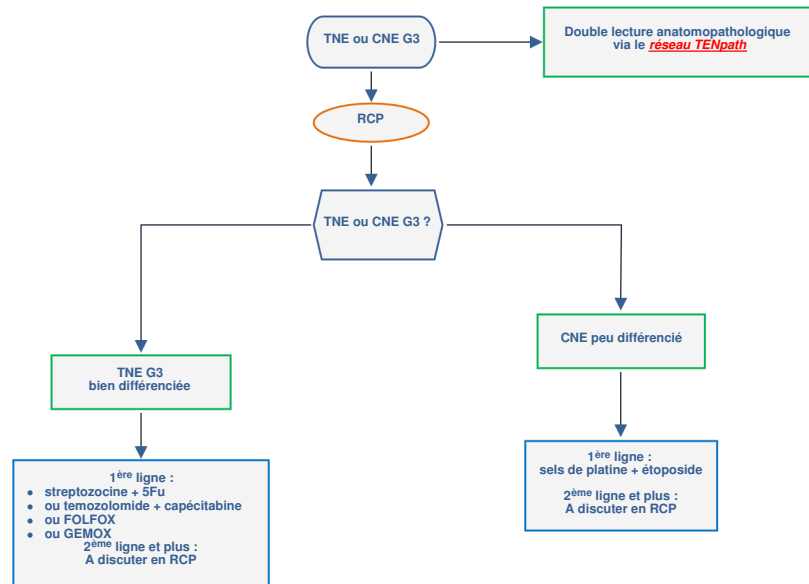 TNE ou CNE G3
Double lecture anatomopathologique
via le réseau TENpath
RCP
TNE ou CNE G3 ?
CNE peu différencié
TNE G3
bien différenciée
1ère ligne :
sels de platine + étoposide
2ème ligne et plus :
A discuter en RCP
1ère ligne :
● streptozocine + 5Fu
● ou temozolomide + capécitabine
● ou FOLFOX
● ou GEMOX
2ème ligne et plus :
A discuter en RCP